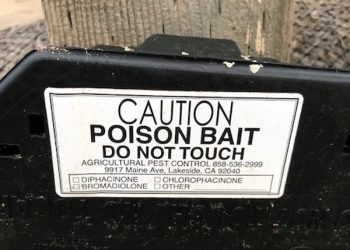 CAUTION
POISON BAIT
DO NOT TOUCH
AGRICULTURAL PEST CONTROL 858-536-2999
9917 Maine Ave, Lakeside, CA 92040
DIPHACINONE CHLOROPHACINONE
BROMADIOLONE OTHER